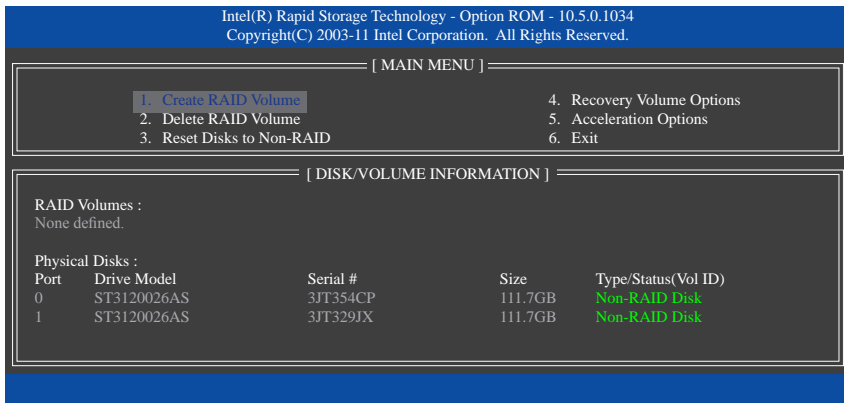 Intel(R) Rapid Storage Technology - Option ROM - 10.5.0.1034
Copyright(C) 2003-11 Intel Corporation. All Rights Reserved.
[ MAIN MENU ]
1. Create RAID Volume 4. Recovery Volume Options
2. Delete RAID Volume 5. Acceleration Options
3. Reset Disks to Non-RAID 6. Exit
[ DISK/VOLUME INFORMATION ]
RAID Volumes :
None defined.
Physical Disks :
Port Drive Model Serial # Size Type/Status(Vol ID)
0 ST3120026AS 3JT354CP 111.7GB Non-RAID Disk
1 ST3120026AS 3JT329JX 111.7GB Non-RAID Disk